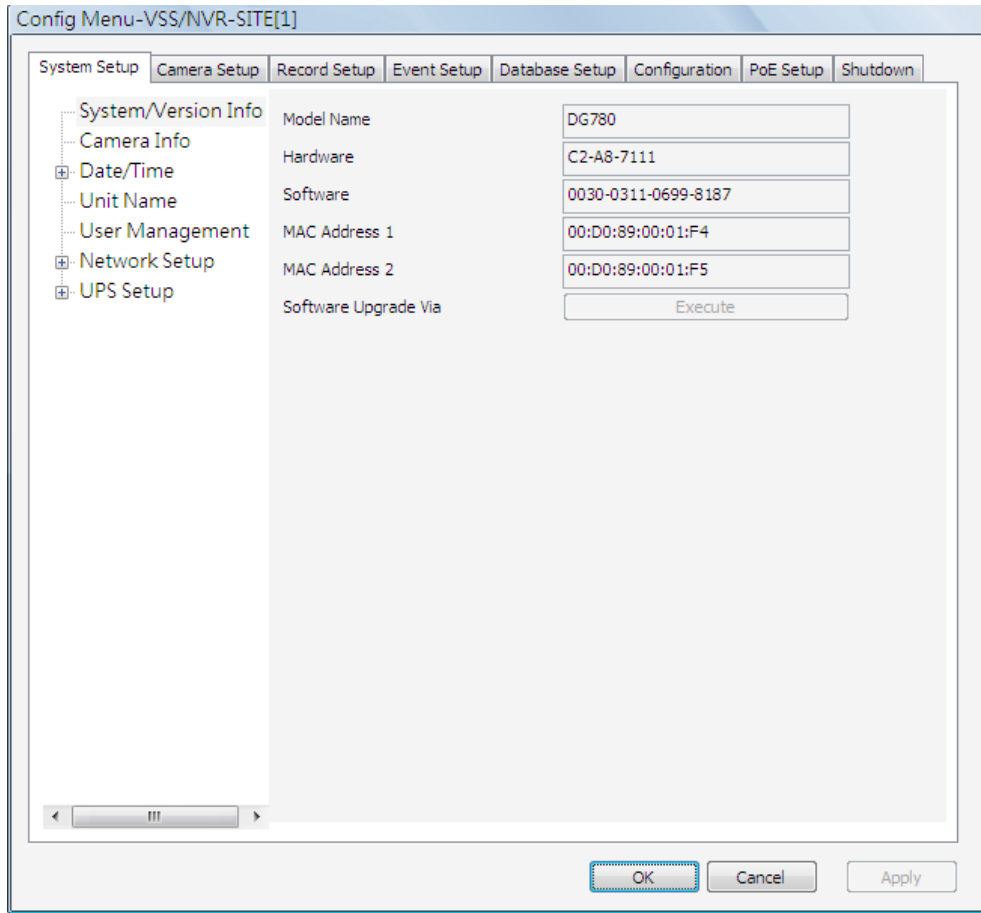 Config Menu-VSS/NVR-SITE[1]
System Setup Camera Setup Record Setup Event Setup Database Setup Configuration PoE Setup Shutdown
System/Version Info
Camera Info
Date/Time
Unit Name
User Management
Network Setup
UPS Setup
Model Name DG780
Hardware C2-A8-7111
Software 0030-0311-0699-8187
MAC Address 1 00:D0:89:00:01:F4
MAC Address 2 00:D0:89:00:01:F5
Software Upgrade Via Execute
OK Cancel Apply